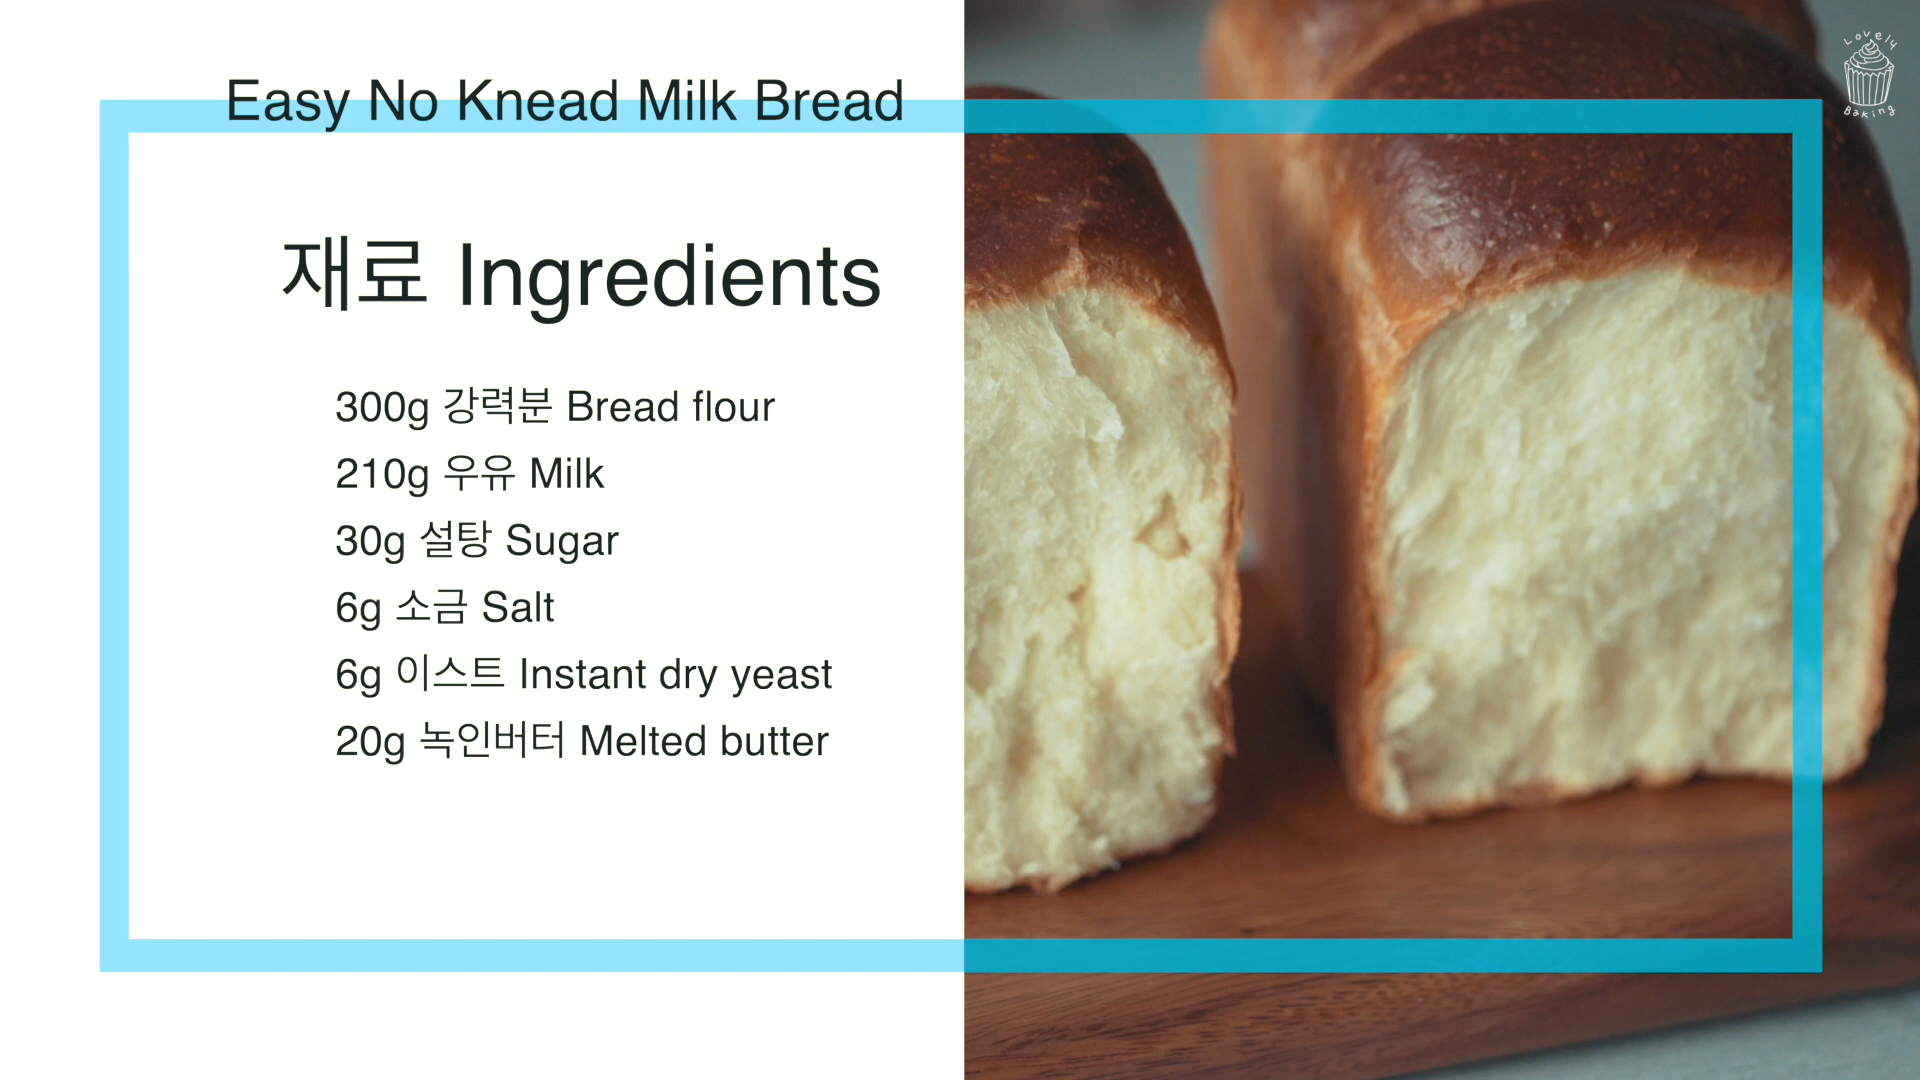 Easy No Knead Milk Bread
재료 Ingredients
300g 강력분 Bread flour
210g 우유 Milk
30g 설탕 Sugar
6g 소금 Salt
6g 이스트 Instant dry yeast
20g 녹인버터 Melted butter
Lovely
Baking